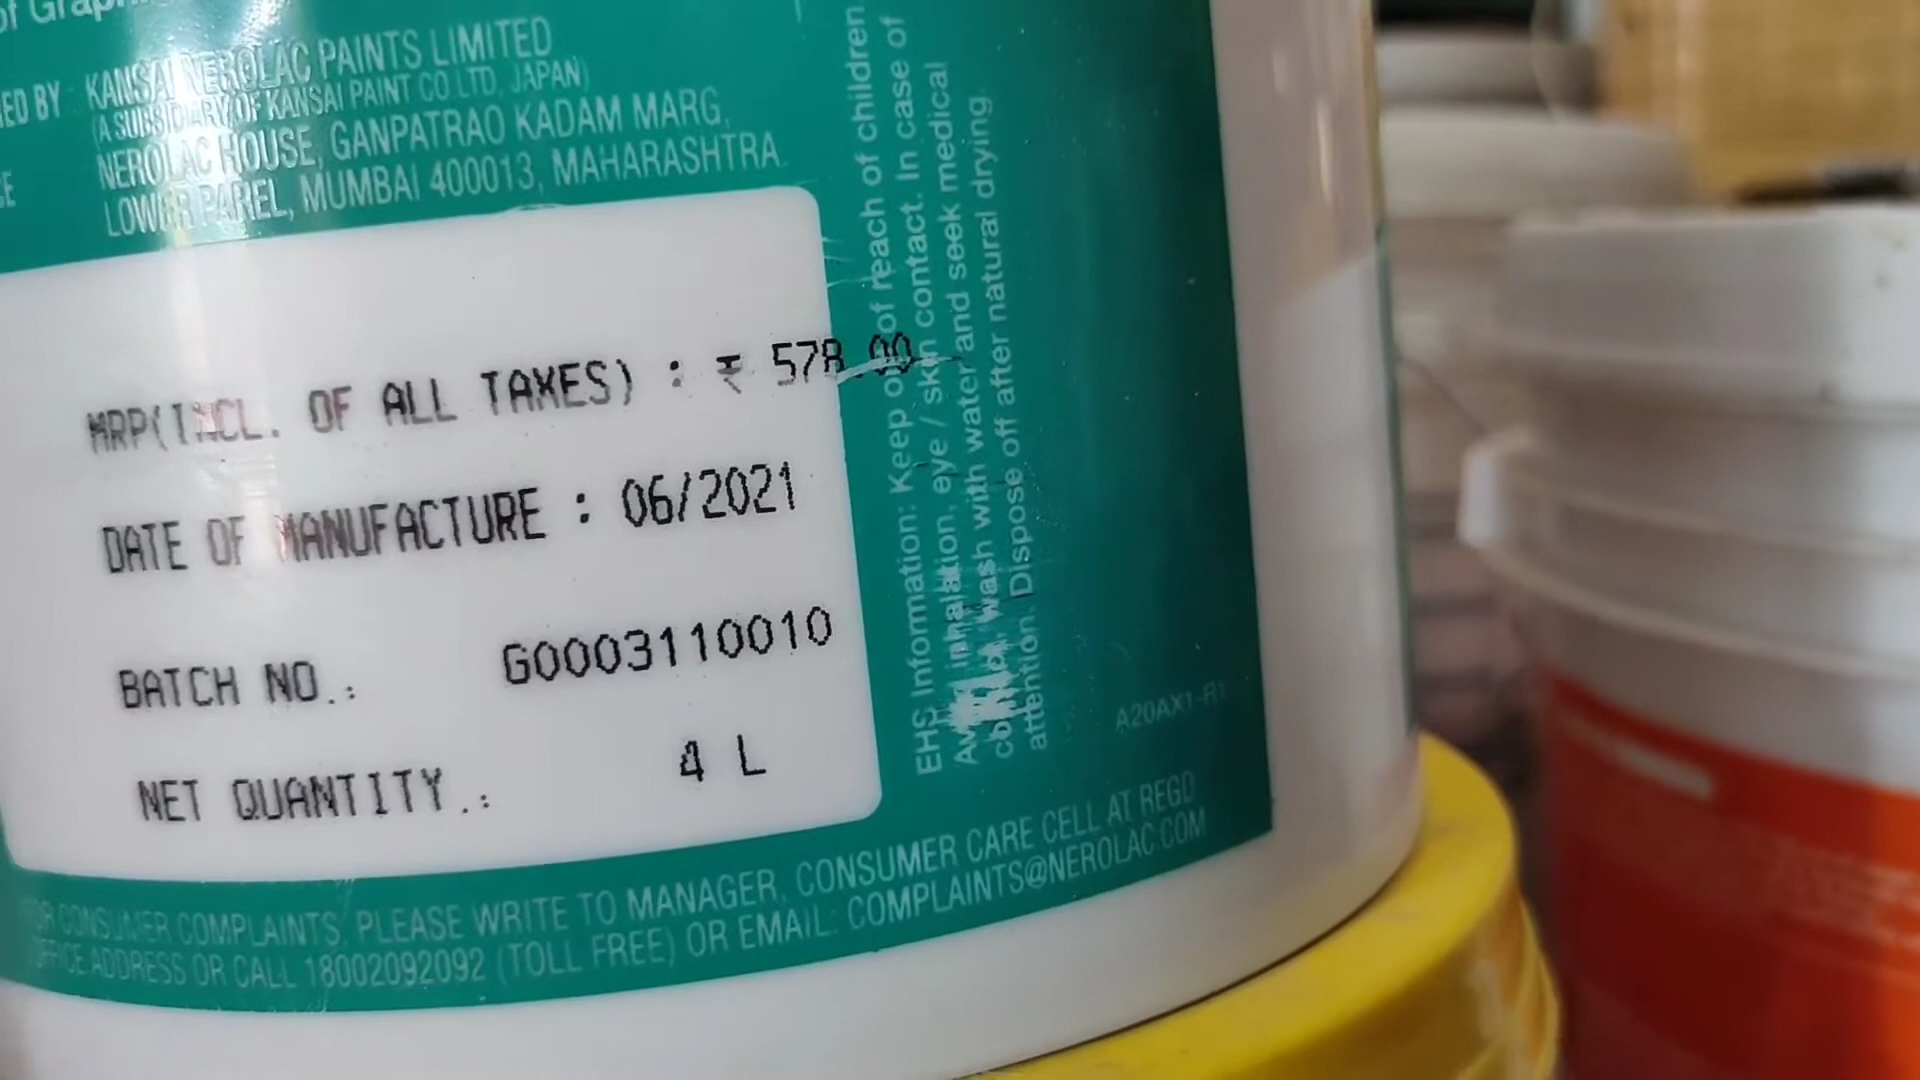 of Graph
KANSAI NEROLAC PAINTS LIMITED
ED BY (A SUBSIDIARY OF KANSAI PAINT CO LTD, JAPAN)
NEROLAC HOUSE, GANPATRAO KADAM MARG,
CE LOWER PAREL, MUMBAI 400013, MAHARASHTRA.
MRP(INCL. OF ALL TAXES) : ₹ 578.00
DATE OF MANUFACTURE : 06/2021
BATCH NO.: G0003110010
NET QUANTITY.: 4 L
EHS Information: Keep out of reach of children.
Avoid inhalation, eye / skin contact. In case of
contact, wash with water and seek medical
attention. Dispose off after natural drying.
A20AX1-R1
OR CONSUMER COMPLAINTS, PLEASE WRITE TO MANAGER, CONSUMER CARE CELL AT REGD
OFFICE ADDRESS OR CALL 18002092092 (TOLL FREE) OR EMAIL: COMPLAINTS@NEROLAC.COM